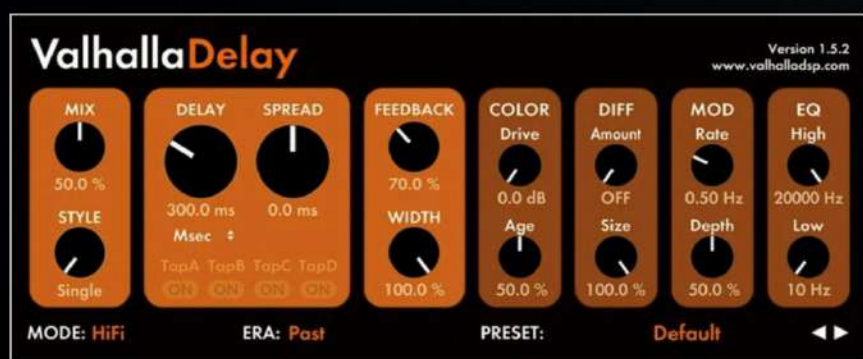 ValhallaDelay
Version 1.5.2
www.valhalladsp.com
MIX
50.0 %
STYLE
Single
DELAY SPREAD
300.0 ms 0.0 ms
Msec
TapA TapB TapC TapD
ON ON ON ON
FEEDBACK
70.0 %
WIDTH
100.0 %
COLOR
Drive
0.0 dB
Age
50.0 %
DIFF
Amount
OFF
Size
100.0 %
MOD
Rate
0.50 Hz
Depth
50.0 %
EQ
High
20000 Hz
Low
10 Hz
MODE: HiFi ERA: Past PRESET: Default